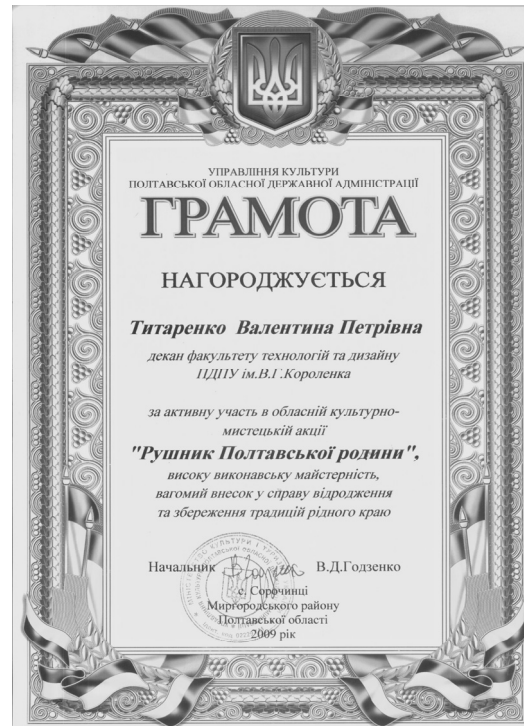 УПРАВЛІННЯ КУЛЬТУРИ
ПОЛТАВСЬКОЇ ОБЛАСНОЇ ДЕРЖАВНОЇ АДМІНІСТРАЦІЇ
ГРАМОТА
НАГОРОДЖУЄТЬСЯ
Титаренко Валентина Петрівна
декан факультету технологій та дизайну
ПДПУ ім.В.Г.Короленка
за активну участь в обласній культурно-
мистецькій акції
"Рушник Полтавської родини",
високу виконавську майстерність,
вагомий внесок у справу відродження
та збереження традицій рідного краю
Начальник В.Д.Годзенко
с. Сорочинці
Миргородського району
Полтавської області
2009 рік